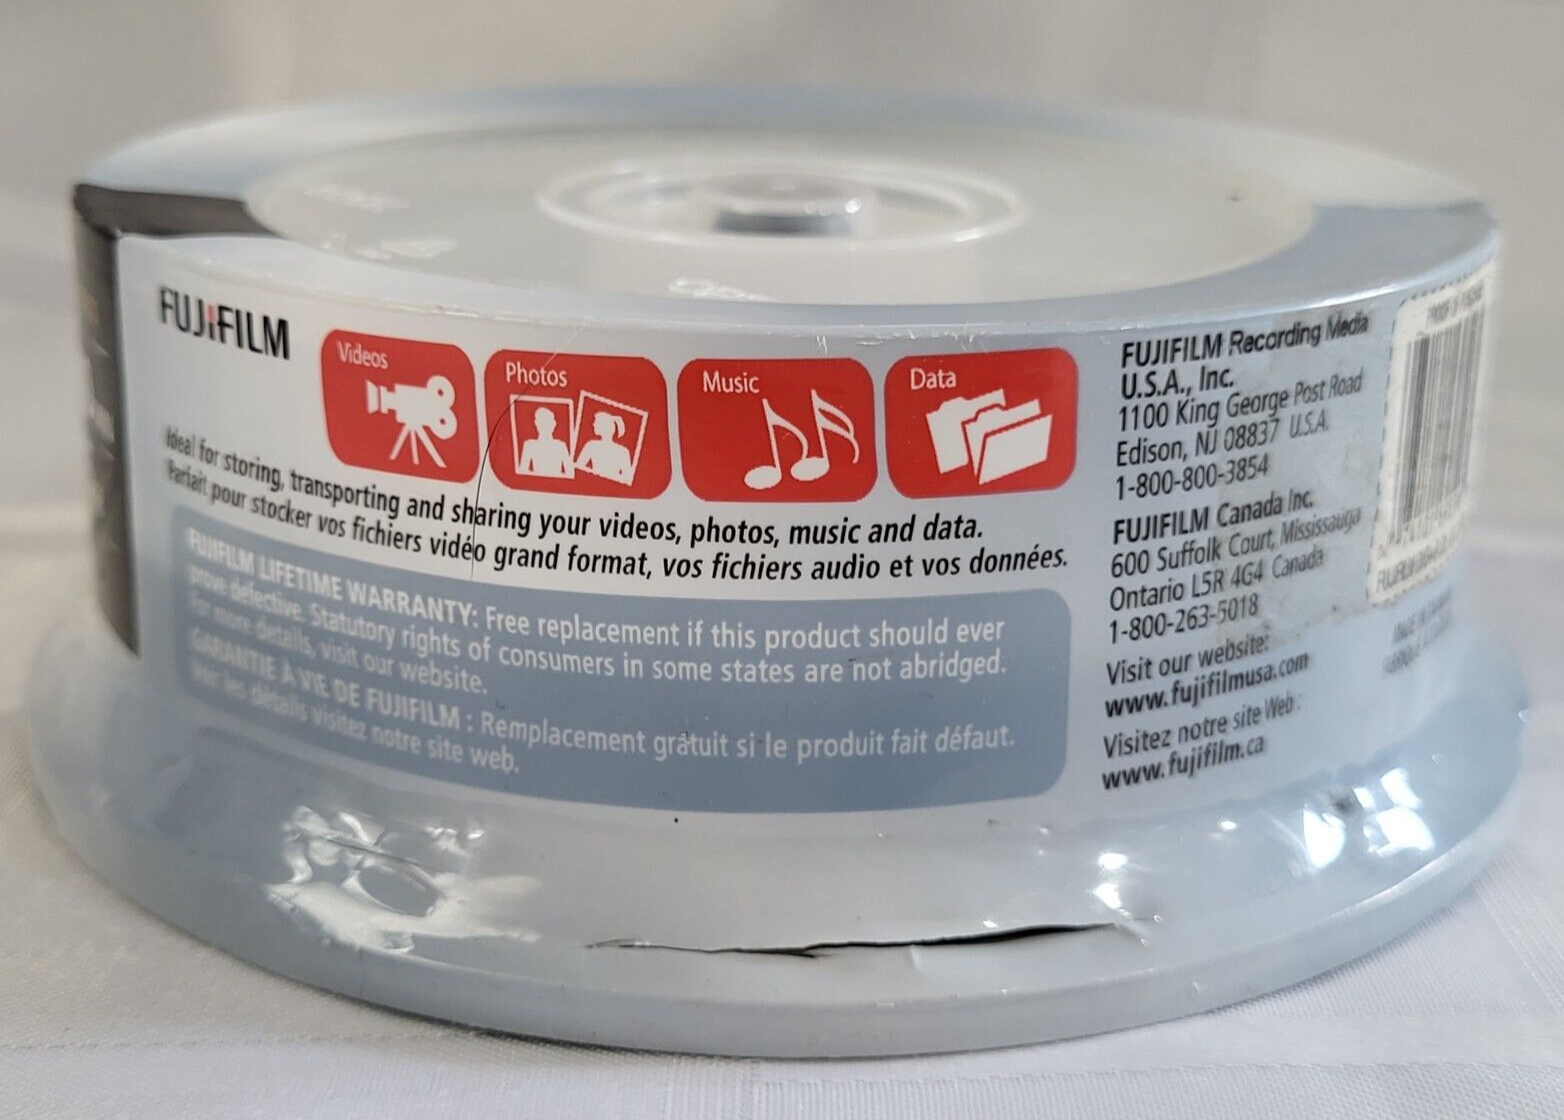 FUJIFILM
Videos
Photos
Music
Data
Ideal for storing, transporting and sharing your videos, photos, music and data.
Parfait pour stocker vos fichiers vidéo grand format, vos fichiers audio et vos données.
FUJIFILM LIFETIME WARRANTY: Free replacement if this product should ever
prove defective. Statutory rights of consumers in some states are not abridged.
For more details, visit our website.
GARANTIE À VIE DE FUJIFILM : Remplacement gratuit si le produit fait défaut.
Voir les détails visitez notre site web.
FUJIFILM Recording Media
U.S.A., Inc.
1100 King George Post Road
Edison, NJ 08837 U.S.A.
1-800-800-3854
FUJIFILM Canada Inc.
600 Suffolk Court, Mississauga
Ontario L5R 4G4 Canada
1-800-263-5018
Visit our website:
www.fujifilmusa.com
Visitez notre site Web :
www.fujifilm.ca